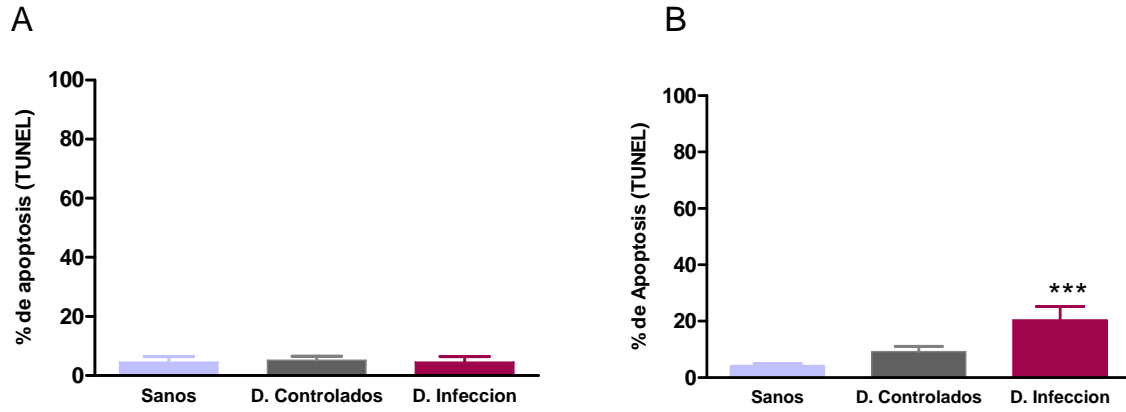 A
% de apoptosis (TUNEL)
100
80
60
40
20
0
Sanos D. Controlados D. Infeccion
B
% de Apoptosis (TUNEL)
100
80
60
40
20
0
***
Sanos D. Controlados D. Infeccion